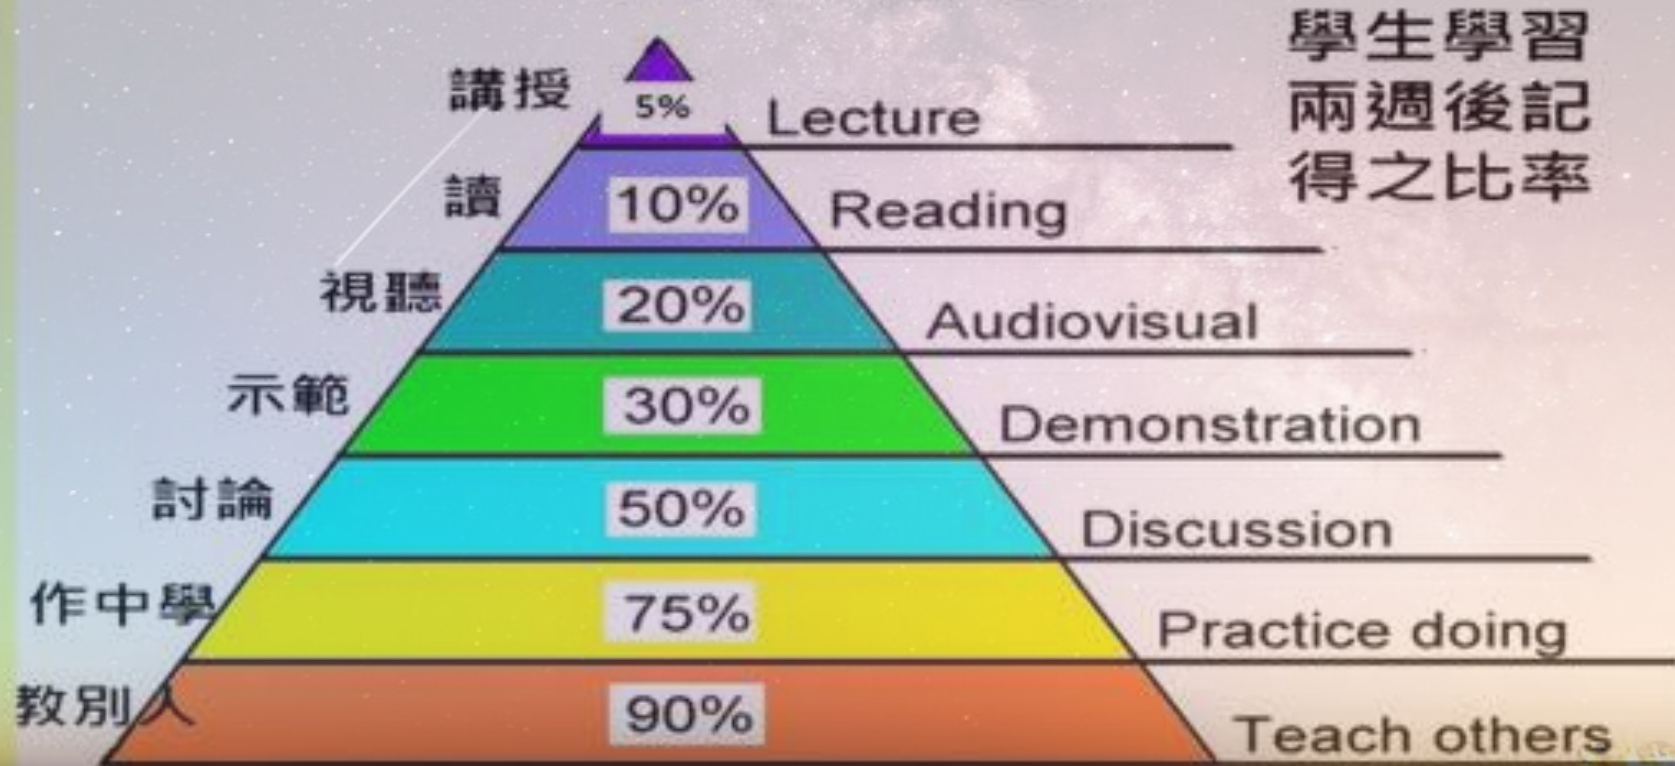 學生學習
兩週後記
得之比率
講授 5% Lecture
讀 10% Reading
視聽 20% Audiovisual
示範 30% Demonstration
討論 50% Discussion
作中學 75% Practice doing
教別人 90% Teach others